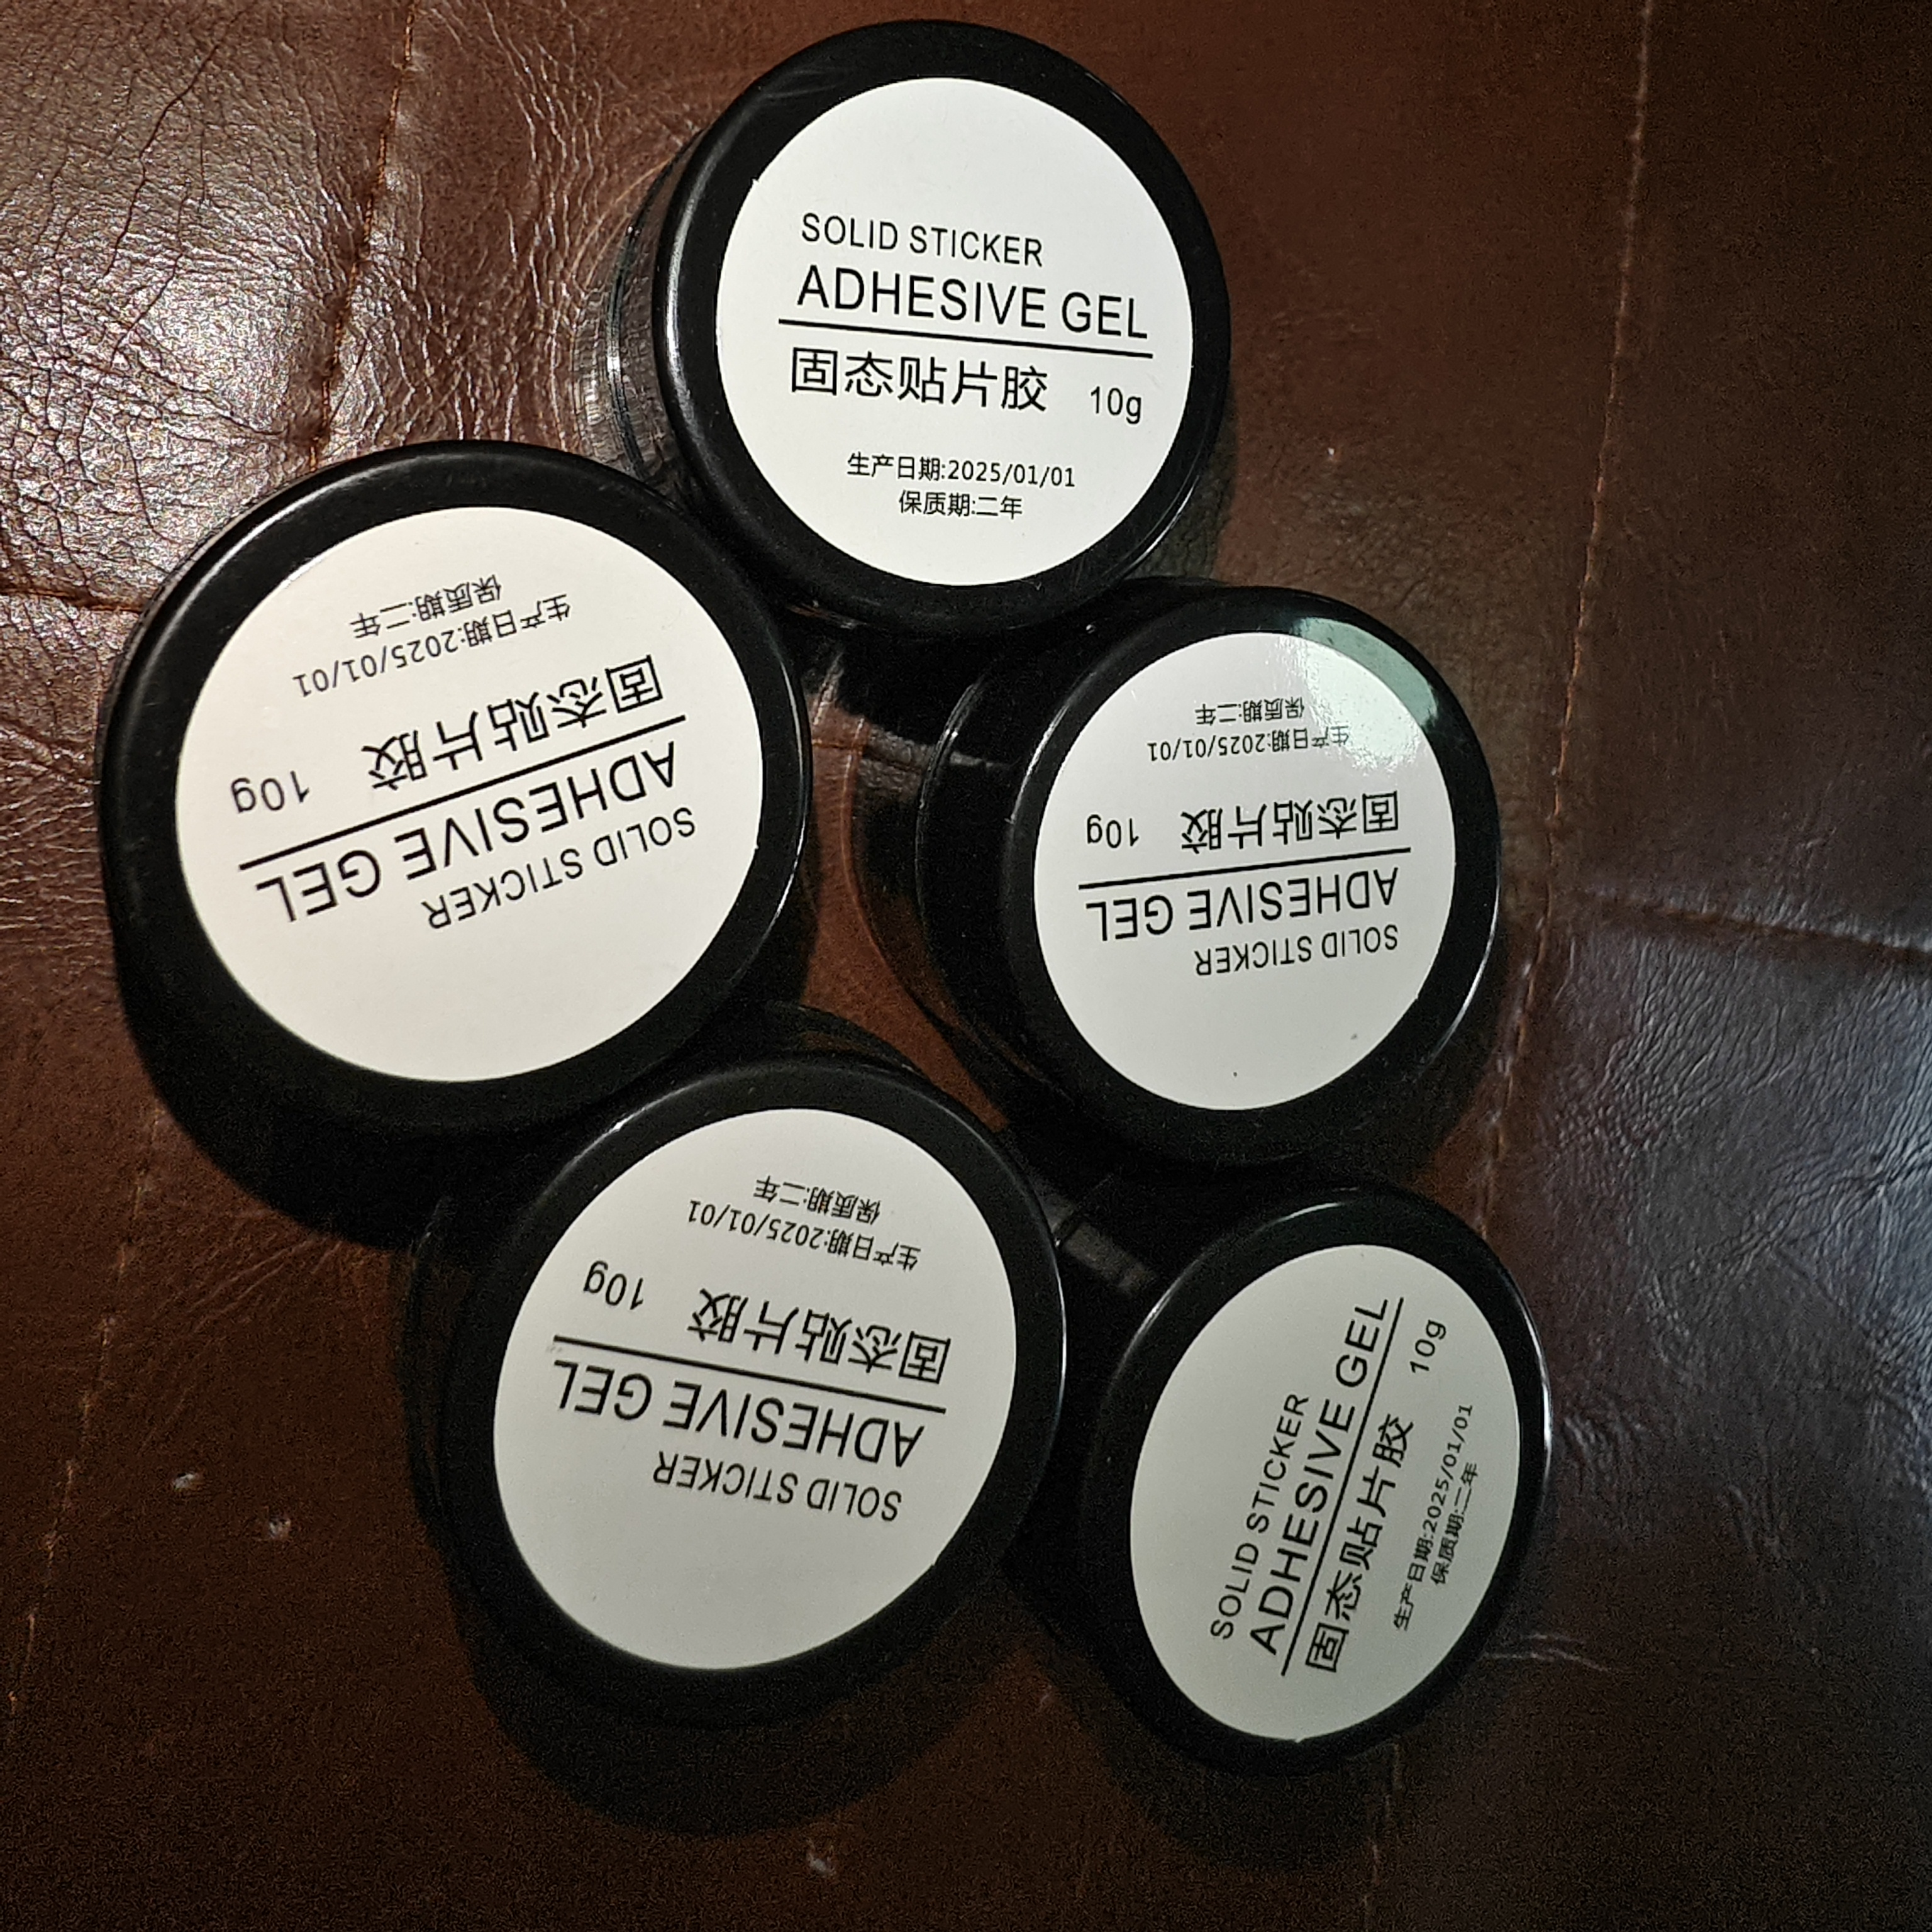 SOLID STICKER
ADHESIVE GEL
固态贴片胶 10g
生产日期:2025/01/01
保质期:二年
SOLID STICKER
ADHESIVE GEL
固态贴片胶 10g
生产日期:2025/01/01
保质期:二年
SOLID STICKER
ADHESIVE GEL
固态贴片胶 10g
生产日期:2025/01/01
保质期:二年
SOLID STICKER
ADHESIVE GEL
固态贴片胶 10g
生产日期:2025/01/01
保质期:二年
SOLID STICKER
ADHESIVE GEL
固态贴片胶 10g
生产日期:2025/01/01
保质期:二年